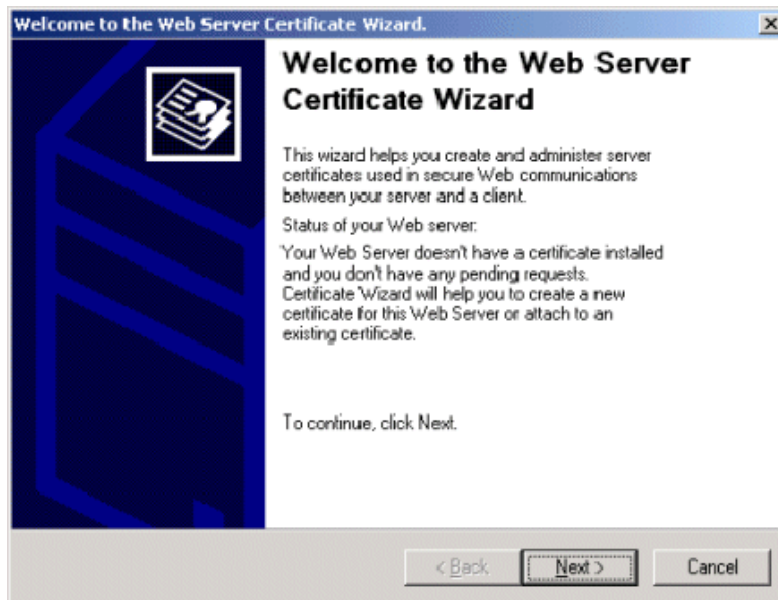 Welcome to the Web Server Certificate Wizard.
Welcome to the Web Server
Certificate Wizard
This wizard helps you create and administer server
certificates used in secure Web communications
between your server and a client.
Status of your Web server:
Your Web Server doesn't have a certificate installed
and you don't have any pending requests.
Certificate Wizard will help you to create a new
certificate for this Web Server or attach to an
existing certificate.
To continue, click Next.
< Back Next > Cancel